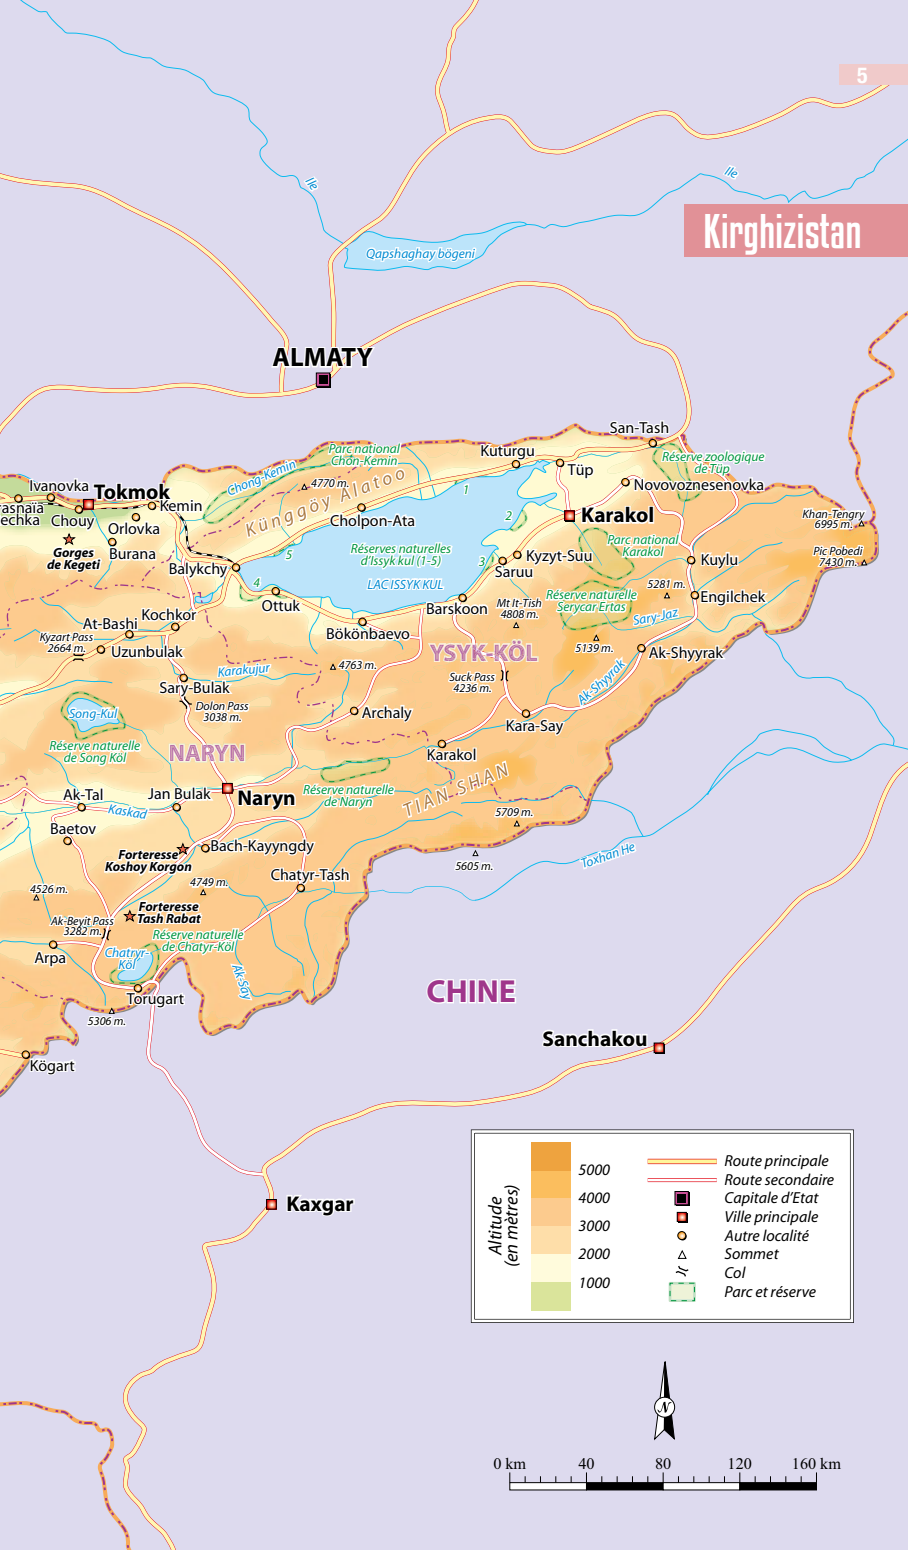 5
Ile
Ile
Kirghizistan
Qapshaghay bögeni
ALMATY
San-Tash
Parc national
Chon-Kemin
Kuturgu
Réserve zoologique
de Tüp
Chong-Kemin
Tüp
4770 m.
Künggöy Alatoo
Novovoznesenovka
Ivanovka
Tokmok
rasnaïa
echka
Chouy
Kemin
1
Cholpon-Ata
2
Karakol
Khan-Tengry
6995 m.
Orlovka
Gorges
de Kegeti
Burana
Parc national
Karakol
Pic Pobedi
7430 m.
5
Réserves naturelles
d'Issyk kul (1-5)
3
Kyzyt-Suu
Kuylu
Balykchy
Saruu
LAC ISSYK KUL
4
5281 m.
Engilchek
Ottuk
Barskoon
Mt It-Tish
4808 m.
Réserve naturelle
Serycar Ertas
Sary-Jaz
Kochkor
At-Bashi
Bökönbaevo
Kyzart Pass
2664 m.
Uzunbulak
YSYK-KÖL
5139 m.
Ak-Shyyrak
Karakujur
4763 m.
Suck Pass
4236 m.
Ak-Shyyrak
Sary-Bulak
Dolon Pass
3038 m.
Song-Kul
Archaly
Kara-Say
Réserve naturelle
de Song Köl
NARYN
Karakol
TIAN-SHAN
Réserve naturelle
de Naryn
Ak-Tal
Jan Bulak
Naryn
Kaskad
5709 m.
Baetov
Forteresse
Koshoy Korgon
Bach-Kayyngdy
5605 m.
Toxhan He
Chatyr-Tash
4526 m.
4749 m.
Forteresse
Tash Rabat
Ak-Beyit Pass
3282 m.
Réserve naturelle
de Chatyr-Köl
Arpa
Chatryr-
Köl
Ak-Say
Torugart
CHINE
5306 m.
Sanchakou
Kögart
Kaxgar
Altitude
(en mètres)
5000
4000
3000
2000
1000
Route principale
Route secondaire
Capitale d'Etat
Ville principale
Autre localité
Sommet
Col
Parc et réserve
N
0 km
40
80
120
160 km